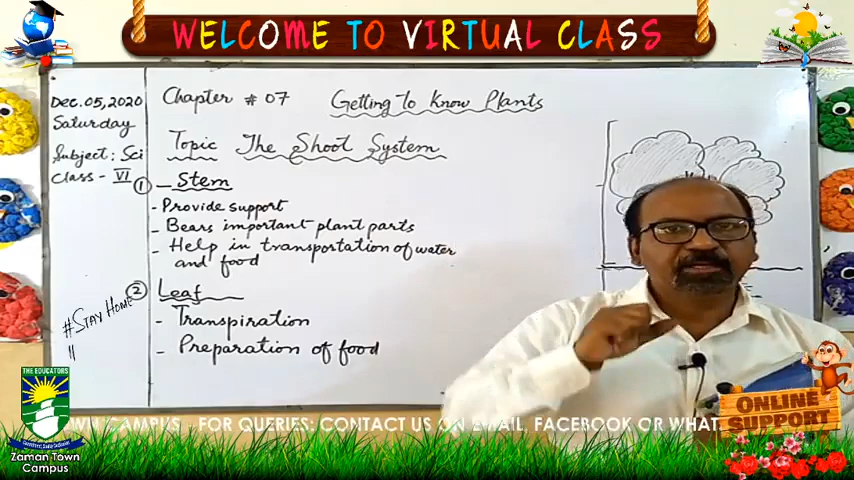 WELCOME TO VIRTUAL CLASS
Dec. 05, 2020
Saturday
Subject: Sci
Class - VI
Chapter # 07 Getting To Know Plants
Topic The Shoot System
① - Stem
- Provide support
- Bears important plant parts
- Help in transportation of water
and food
② Leaf
- Transpiration
- Preparation of food
#STAY HOME
THE EDUCATORS
Zaman Town
Campus
WN CAMPUS - FOR QUERIES: CONTACT US ON EMAIL, FACEBOOK OR WHAT
ONLINE
SUPPORT